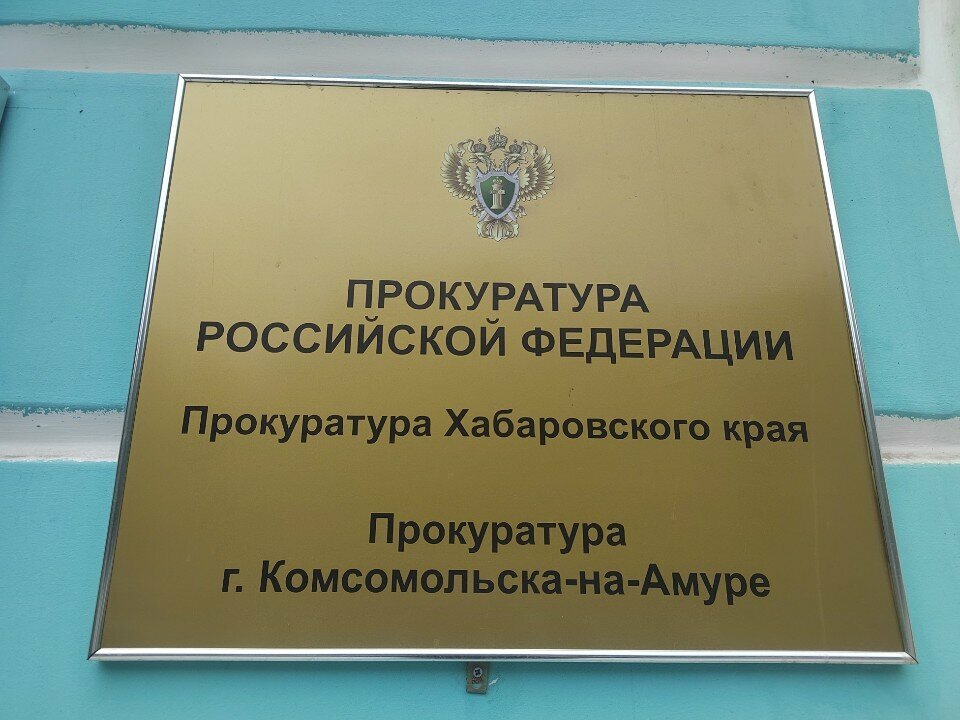 ПРОКУРАТУРА
РОССИЙСКОЙ ФЕДЕРАЦИИ
Прокуратура Хабаровского края
Прокуратура
г. Комсомольска-на-Амуре